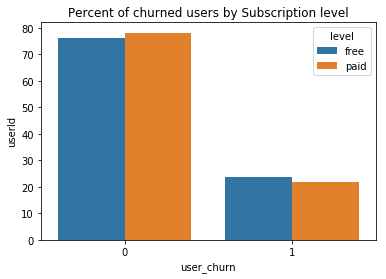 Percent of churned users by Subscription level
level
free
paid
userId
80
70
60
50
40
30
20
10
0
0
1
user_churn